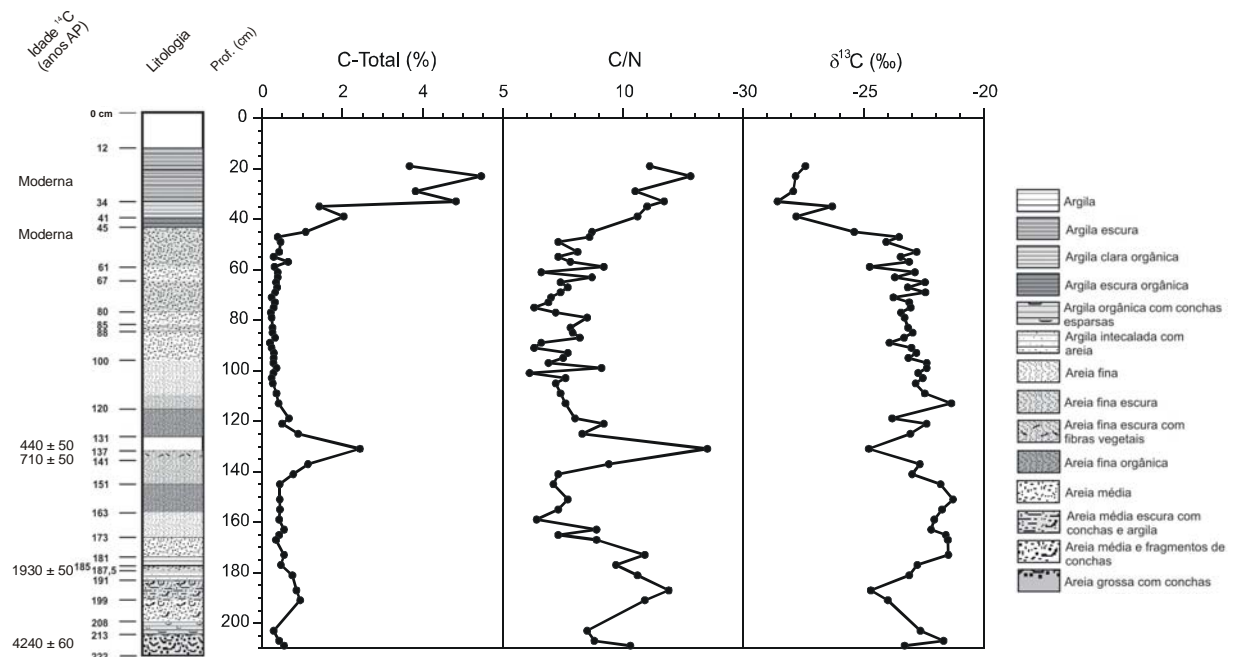 Idade ¹⁴C
(anos AP)
Litologia
Prof. (cm)
C-Total (%)
C/N
δ¹³C (‰)
0 2 4 5 10 -30 -25 -20
0
20
40
60
80
100
120
140
160
180
200
0 cm
12
34
41
45
61
67
80
85
88
100
120
131
137
141
151
163
173
181
185
187,5
191
199
208
213
222
Moderna
Moderna
440 ± 50
710 ± 50
1930 ± 50
4240 ± 60
Argila
Argila escura
Argila clara orgânica
Argila escura orgânica
Argila orgânica com conchas
esparsas
Argila intecalada com
areia
Areia fina
Areia fina escura
Areia fina escura com
fibras vegetais
Areia fina orgânica
Areia média
Areia média escura com
conchas e argila
Areia média e fragmentos de
conchas
Areia grossa com conchas